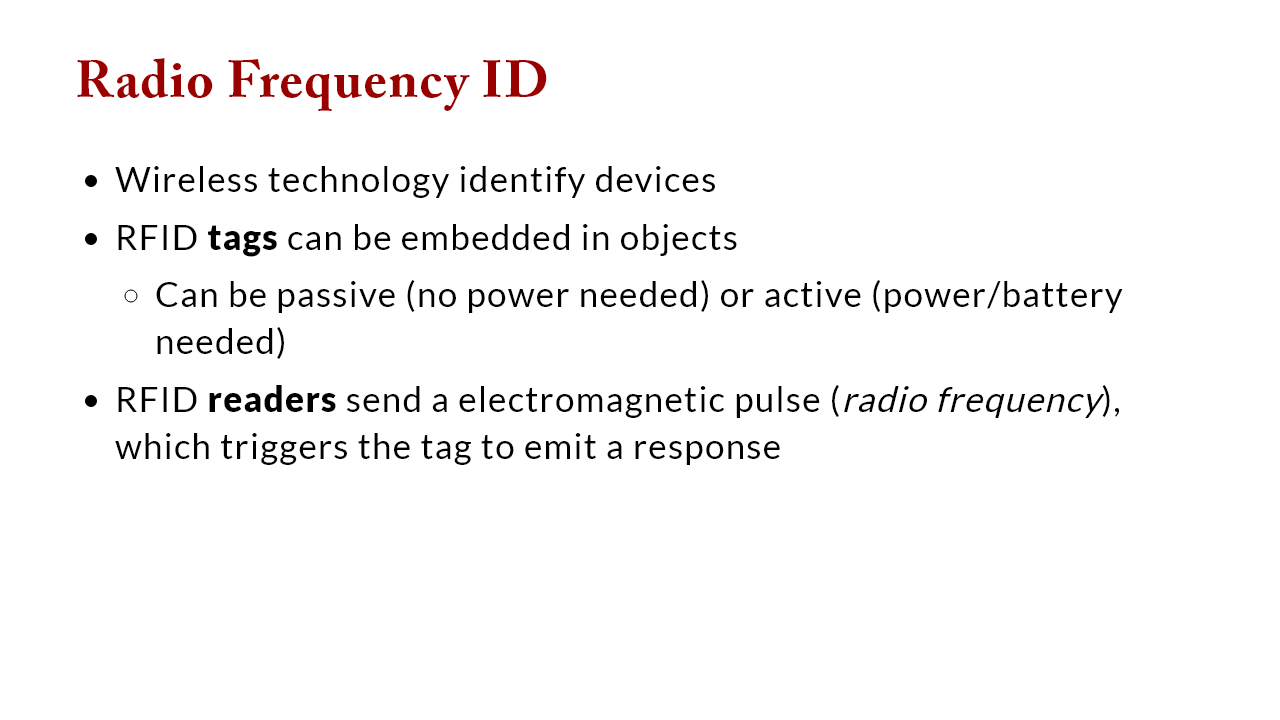 Radio Frequency ID
• Wireless technology identify devices
• RFID tags can be embedded in objects
○ Can be passive (no power needed) or active (power/battery
needed)
• RFID readers send a electromagnetic pulse (radio frequency),
which triggers the tag to emit a response